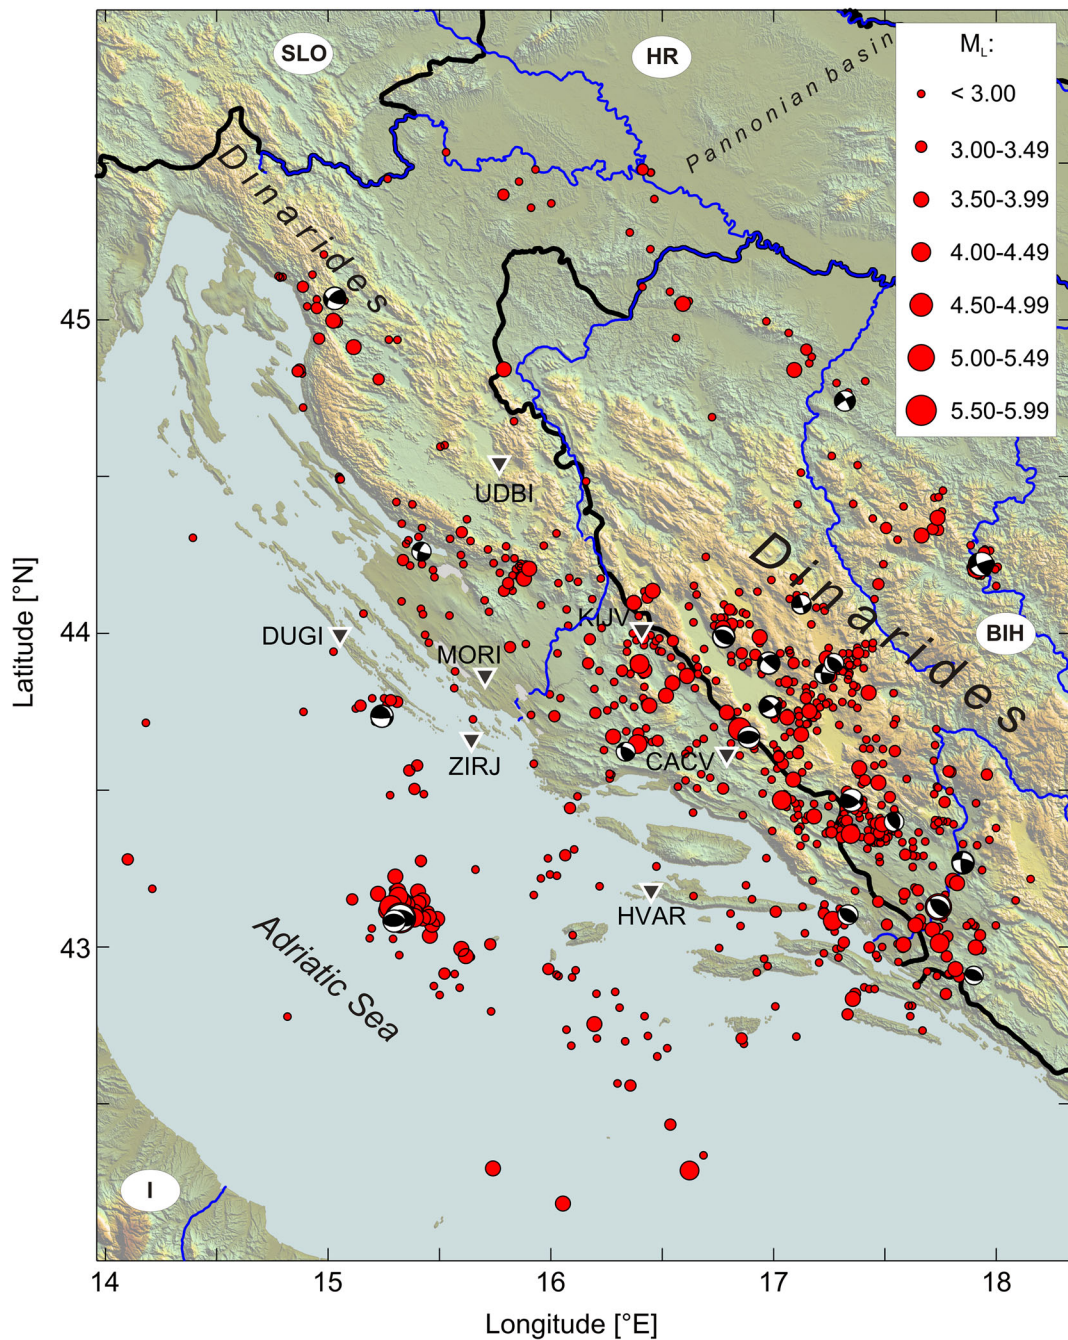 SLO
HR
Pannonian basin
M_L:
< 3.00
3.00-3.49
3.50-3.99
4.00-4.49
4.50-4.99
5.00-5.49
5.50-5.99
Dinarides
45
UDBI
Dinarides
44
DUGI
KIJV
BIH
MORI
ZIRJ
CACV
HVAR
43
Adriatic Sea
I
14
15
16
17
18
Latitude [°N]
Longitude [°E]